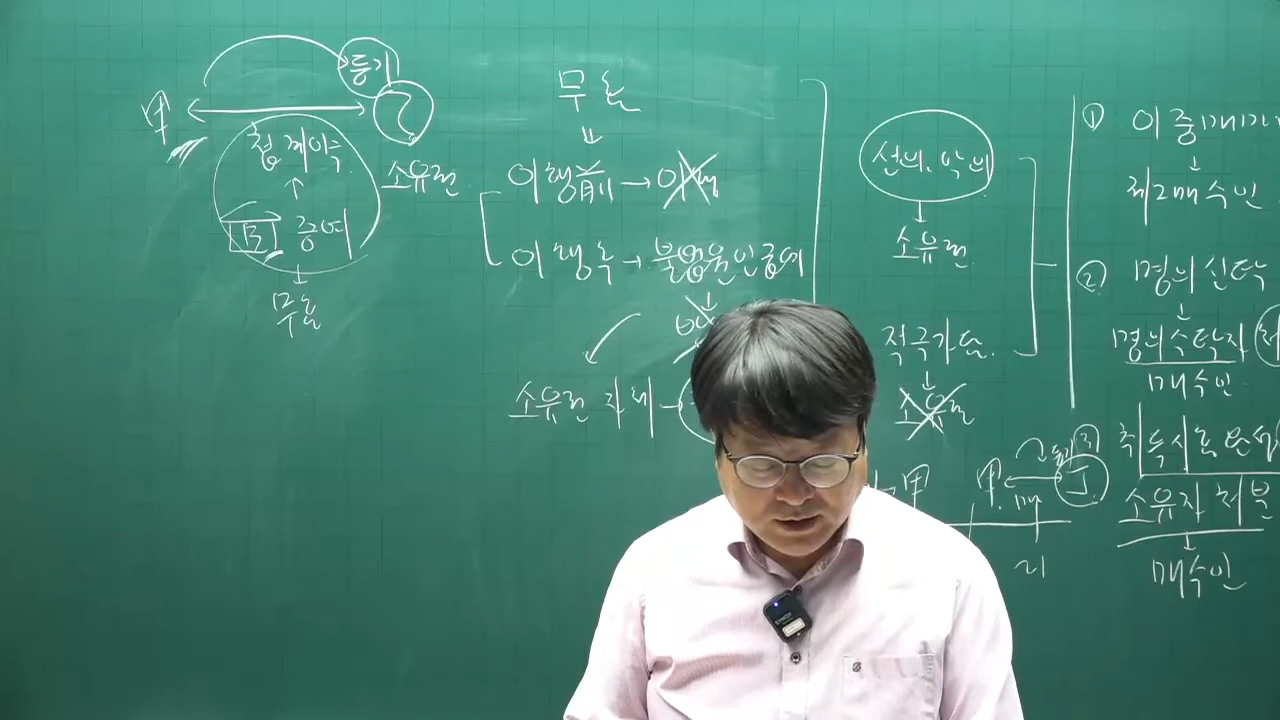 등기
甲
첩계약
증여
무효
소유권
무효
이행前 → 이행
이행후 → 불법원인급여
소유권 자체
선의. 악의
소유권
적극가담
소유권
甲 甲
매
① 이중매매
제2매수인
② 명의신탁
명의수탁자
매수인
취득시효완성
소유자 처분
매수인